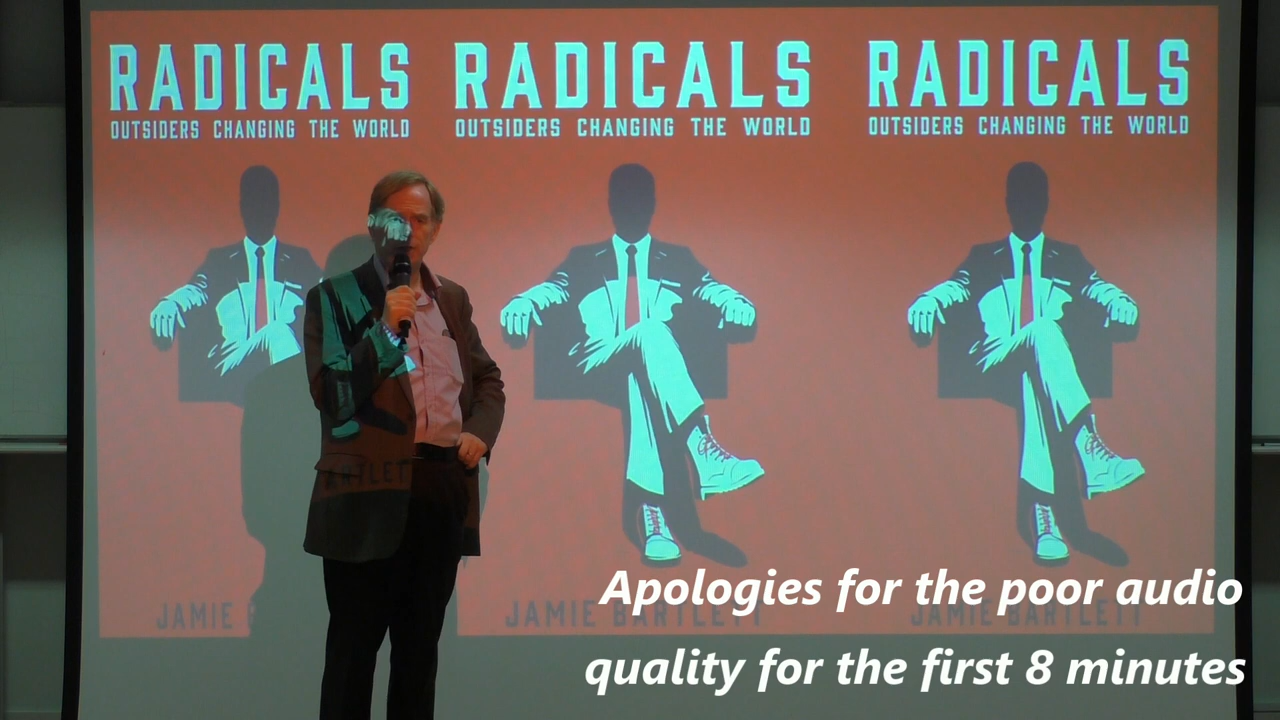 RADICALS RADICALS RADICALS
OUTSIDERS CHANGING THE WORLD OUTSIDERS CHANGING THE WORLD OUTSIDERS CHANGING THE WORLD
ARTLET
JAMIE B JAMIE BARTLETT JAMIE BARTLETT
Apologies for the poor audio
quality for the first 8 minutes